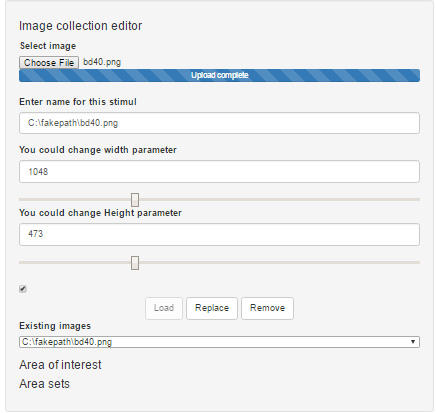 Image collection editor
Select image
Choose File bd40.png
Upload complete
Enter name for this stimul
C:\fakepath\bd40.png
You could change width parameter
1048
You could change Height parameter
473
Load Replace Remove
Existing images
C:\fakepath\bd40.png
Area of interest
Area sets